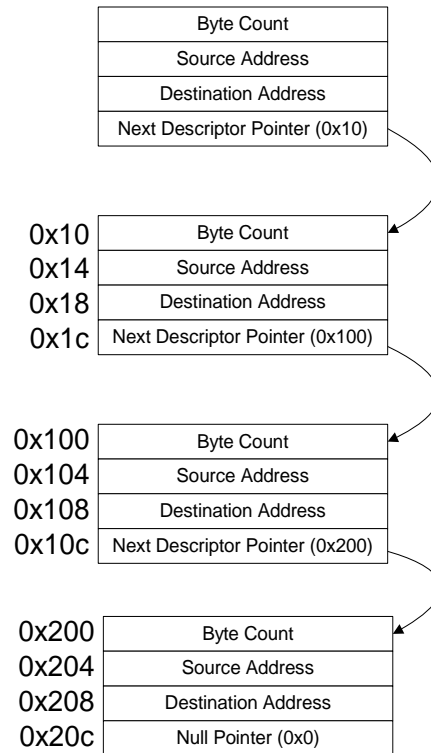 Byte Count
Source Address
Destination Address
Next Descriptor Pointer (0x10)
0x10 Byte Count
0x14 Source Address
0x18 Destination Address
0x1c Next Descriptor Pointer (0x100)
0x100 Byte Count
0x104 Source Address
0x108 Destination Address
0x10c Next Descriptor Pointer (0x200)
0x200 Byte Count
0x204 Source Address
0x208 Destination Address
0x20c Null Pointer (0x0)